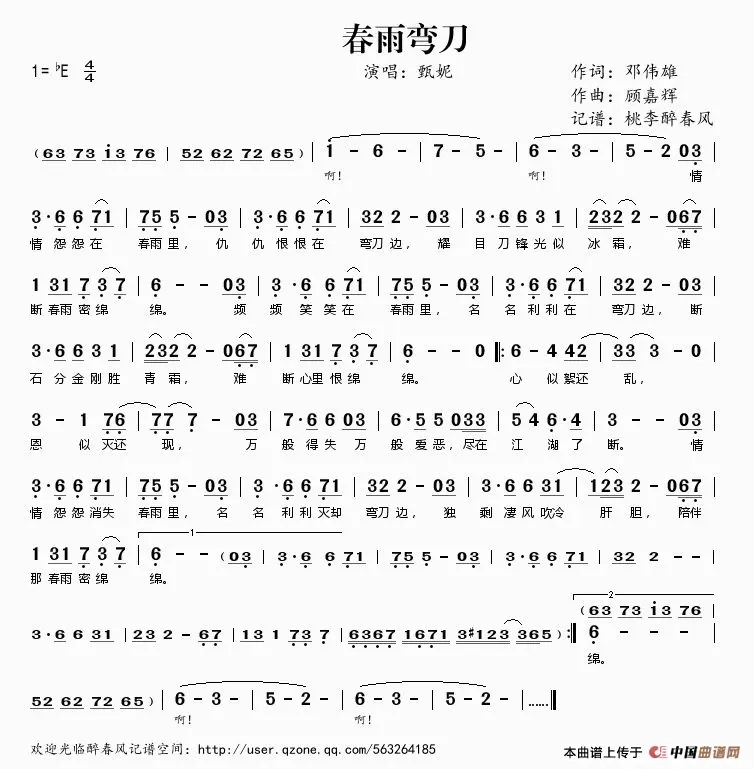 春雨弯刀
1=♭E 4/4
演唱：甄妮
作词：邓伟雄
作曲：顾嘉辉
记谱：桃李醉春风
（63 73 i3 76 | 52 62 72 65）| 1 - 6 - | 7 - 5 - | 6 - 3 - | 5 - 2 03 |
啊！ 啊！ 情
3·6 6 71 | 75 5 - 03 | 3·6 6 71 | 32 2 - 03 | 3·6 6 3 1 | 23 2 2 - 067 |
情 怨怨在 春雨里，仇 仇恨恨在 弯刀边，耀 目刀锋光似 冰霜，难
1 31 7 3 7 | 6 - - 03 | 3·6 6 71 | 75 5 - 03 | 3·6 6 71 | 32 2 - 03 |
断春雨密绵 绵。 频 频笑笑在 春雨里，名 名利利在 弯刀边，断
3·6 6 3 1 | 23 2 2 - 067 | 1 31 7 3 7 | 6 - - 0 |: 6 - 4 42 | 33 3 - 0 |
石分金刚胜 青霜，难 断心里恨绵 绵。 心 似絮还 乱，
3 - 1 76 | 77 7 - 03 | 7·6 6 03 | 6·5 5 033 | 5 4 6·4 | 3 - - 03 |
恩 似灭还 现，万 般得失万 般爱恶，尽在 江湖了 断。情
3·6 6 71 | 75 5 - 03 | 3·6 6 71 | 32 2 - 03 | 3·6 6 31 | 123 2 - 067 |
情 怨怨消失 春雨里，名 名利利灭却 弯刀边，独 剩凄风吹冷 肝胆，陪伴
1 31 7 3 7 | 1 6 - - （03 | 3·6 6 71 | 75 5 - 03 | 3·6 6 71 | 32 2 - - |
那春雨密绵 绵。
3·6 6 31 | 23 2 - 67 | 13 1 73 7 | 6367 1671 3#123 365）:| 2（63 73 i3 76 6 - - - |
绵。
52 62 72 65）| 6 - 3 - | 5 - 2 - | 6 - 3 - | 5 - 2 - |......|
啊！ 啊！
欢迎光临醉春风记谱空间：http://user.qzone.qq.com/563264185
本曲谱上传于 中国曲谱网